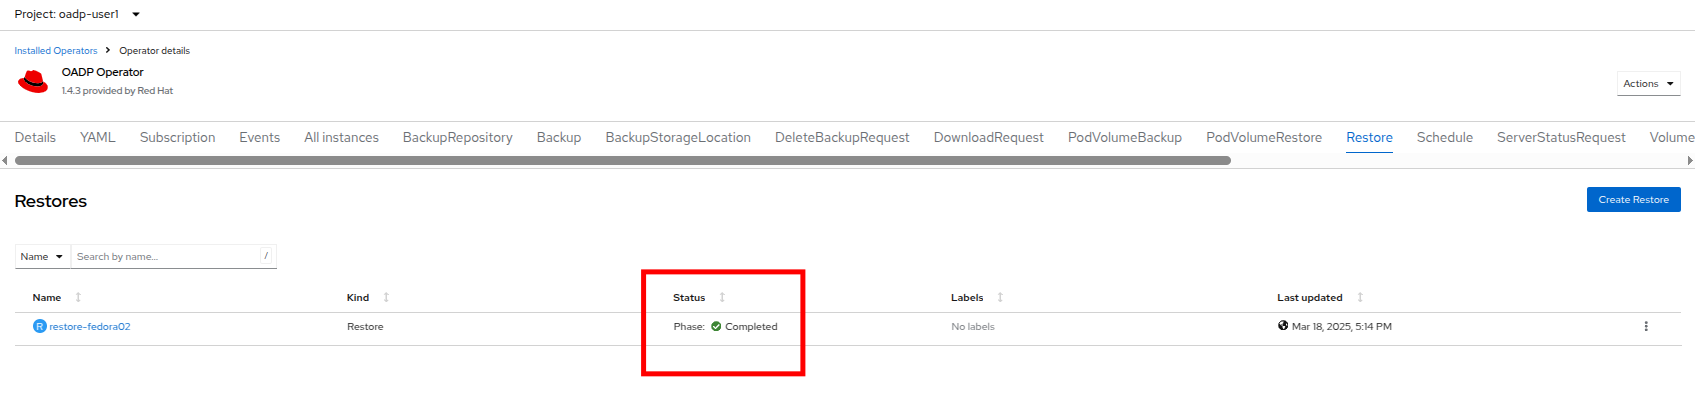 Project: oadp-user1
Installed Operators > Operator details
OADP Operator
1.4.3 provided by Red Hat
Actions
Details YAML Subscription Events All instances BackupRepository Backup BackupStorageLocation DeleteBackupRequest DownloadRequest PodVolumeBackup PodVolumeRestore Restore Schedule ServerStatusRequest Volume
Restores
Create Restore
Name Search by name... /
Name Kind Status Labels Last updated
R restore-fedora02 Restore Phase: Completed No labels Mar 18, 2025, 5:14 PM